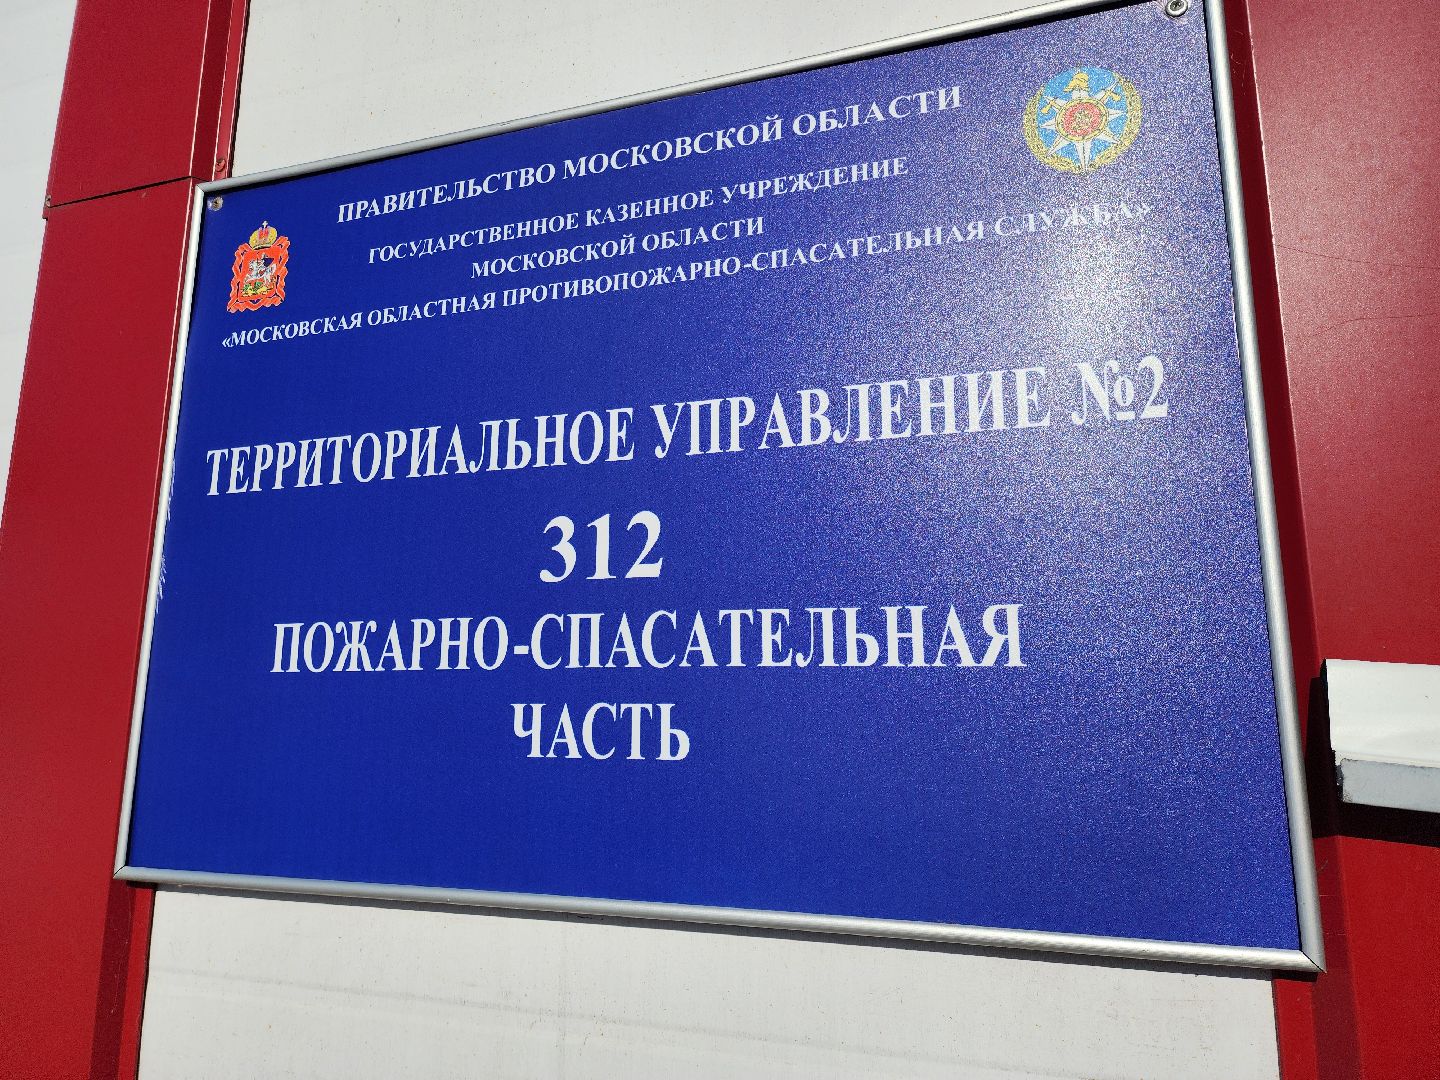 ПРАВИТЕЛЬСТВО МОСКОВСКОЙ ОБЛАСТИ
ГОСУДАРСТВЕННОЕ КАЗЕННОЕ УЧРЕЖДЕНИЕ
МОСКОВСКОЙ ОБЛАСТИ
«МОСКОВСКАЯ ОБЛАСТНАЯ ПРОТИВОПОЖАРНО-СПАСАТЕЛЬНАЯ СЛУЖБА»
ТЕРРИТОРИАЛЬНОЕ УПРАВЛЕНИЕ №2
312
ПОЖАРНО-СПАСАТЕЛЬНАЯ
ЧАСТЬ